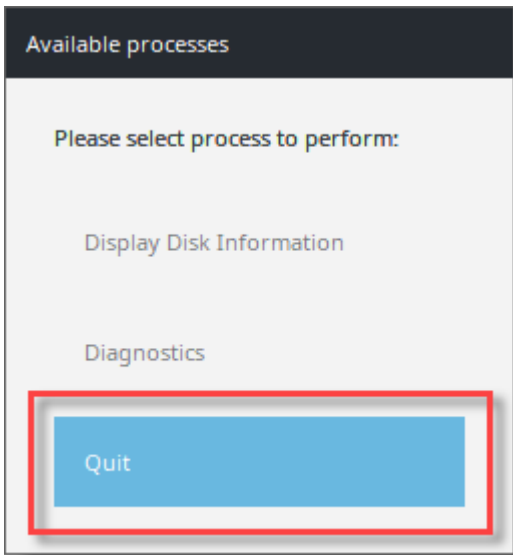 Available processes
Please select process to perform:
Display Disk Information
Diagnostics
Quit